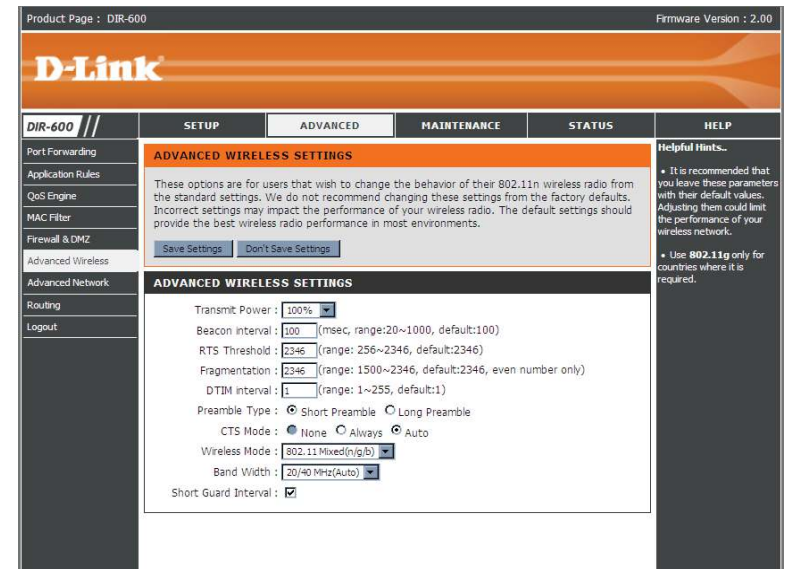 Product Page : DIR-600
Firmware Version : 2.00
D-Link
DIR-600
SETUP
ADVANCED
MAINTENANCE
STATUS
HELP
Port Forwarding
Application Rules
QoS Engine
MAC Filter
Firewall & DMZ
Advanced Wireless
Advanced Network
Routing
Logout
ADVANCED WIRELESS SETTINGS
These options are for users that wish to change the behavior of their 802.11n wireless radio from
the standard settings. We do not recommend changing these settings from the factory defaults.
Incorrect settings may impact the performance of your wireless radio. The default settings should
provide the best wireless radio performance in most environments.
Save Settings
Don't Save Settings
ADVANCED WIRELESS SETTINGS
Transmit Power : 100%
Beacon interval : 100 (msec, range:20~1000, default:100)
RTS Threshold : 2346 (range: 256~2346, default:2346)
Fragmentation : 2346 (range: 1500~2346, default:2346, even number only)
DTIM interval : 1 (range: 1~255, default:1)
Preamble Type : Short Preamble Long Preamble
CTS Mode : None Always Auto
Wireless Mode : 802.11 Mixed(n/g/b)
Band Width : 20/40 MHz(Auto)
Short Guard Interval :
Helpful Hints..
• It is recommended that
you leave these parameters
with their default values.
Adjusting them could limit
the performance of your
wireless network.
• Use 802.11g only for
countries where it is
required.